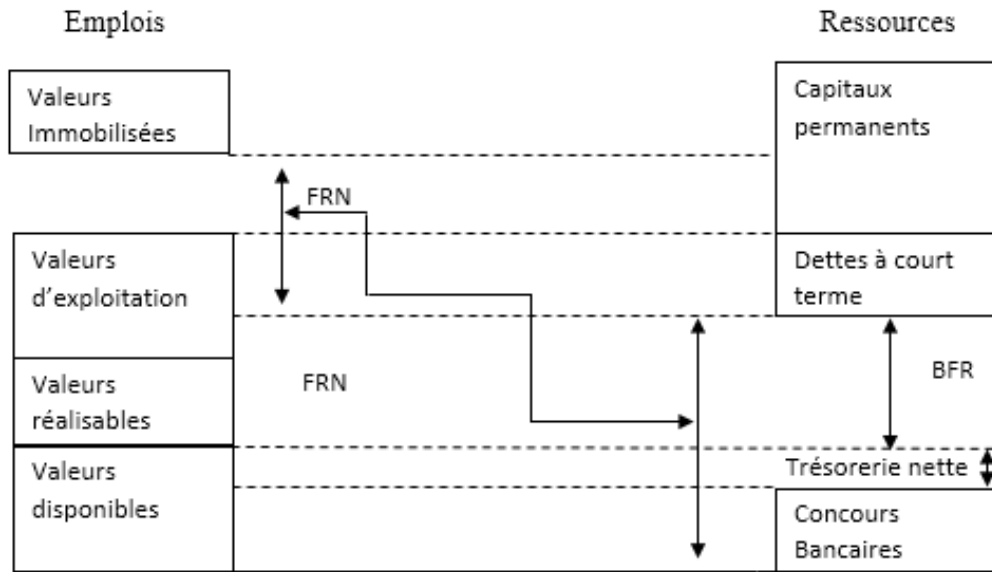 Emplois
Ressources
Valeurs
Immobilisées
Capitaux
permanents
FRN
Valeurs
d'exploitation
Dettes à court
terme
Valeurs
réalisables
FRN
BFR
Valeurs
disponibles
Trésorerie nette
Concours
Bancaires